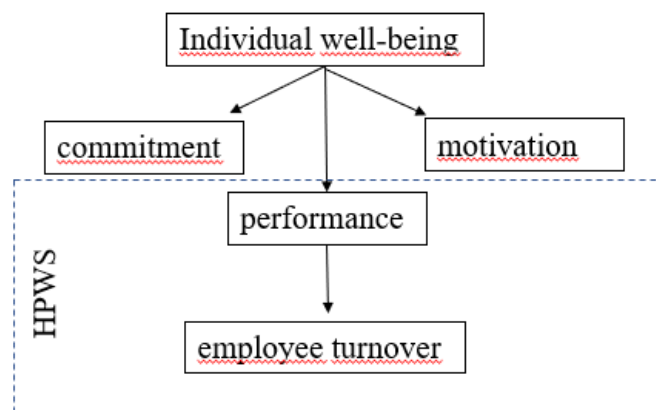 Individual well-being
commitment
motivation
performance
HPWS
employee turnover